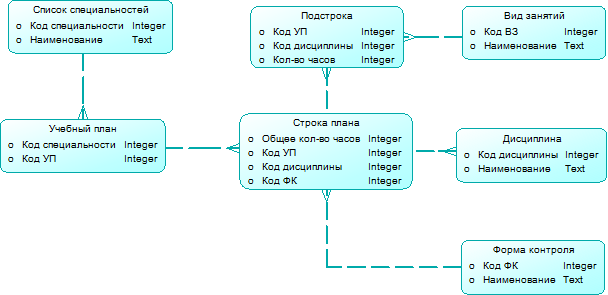 Список специальностей
о Код специальности Integer
о Наименование Text
Подстрока
о Код УП Integer
о Код дисциплины Integer
о Кол-во часов Integer
Вид занятий
о Код ВЗ Integer
о Наименование Text
Учебный план
о Код специальности Integer
о Код УП Integer
Строка плана
о Общее кол-во часов Integer
о Код УП Integer
о Код дисциплины Integer
о Код ФК Integer
Дисциплина
о Код дисциплины Integer
о Наименование Text
Форма контроля
о Код ФК Integer
о Наименование Text